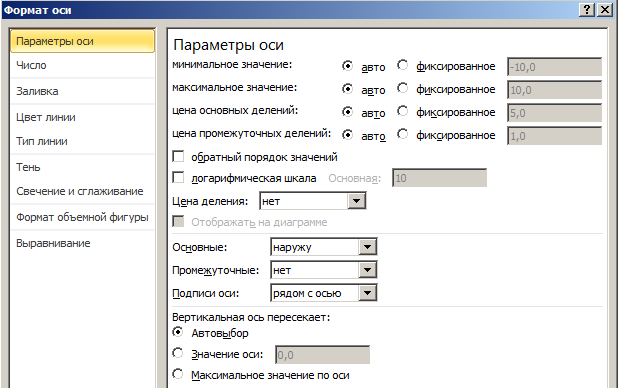 Формат оси
Параметры оси
Число
Заливка
Цвет линии
Тип линии
Тень
Свечение и сглаживание
Формат объемной фигуры
Выравнивание
Параметры оси
минимальное значение: авто фиксированное -10,0
максимальное значение: авто фиксированное 10,0
цена основных делений: авто фиксированное 5,0
цена промежуточных делений: авто фиксированное 1,0
обратный порядок значений
логарифмическая шкала Основная: 10
Цена деления: нет
Отображать на диаграмме
Основные: наружу
Промежуточные: нет
Подписи оси: рядом с осью
Вертикальная ось пересекает:
Автовыбор
Значение оси: 0,0
Максимальное значение по оси